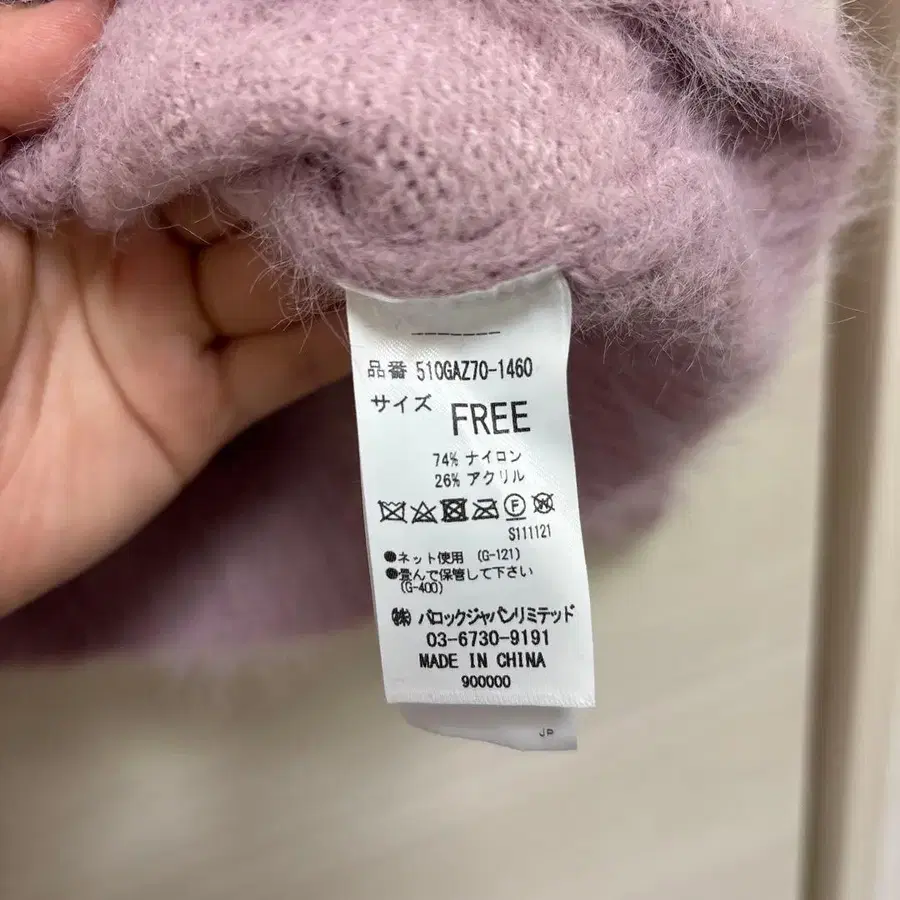 品番 510GAZ70-1460
サイズ FREE
74% ナイロン
26% アクリル
F
S111121
●ネット使用 (G-121)
●畳んで保管して下さい
(G-400)
㈱ バロックジャパンリミテッド
03-6730-9191
MADE IN CHINA
900000
JP